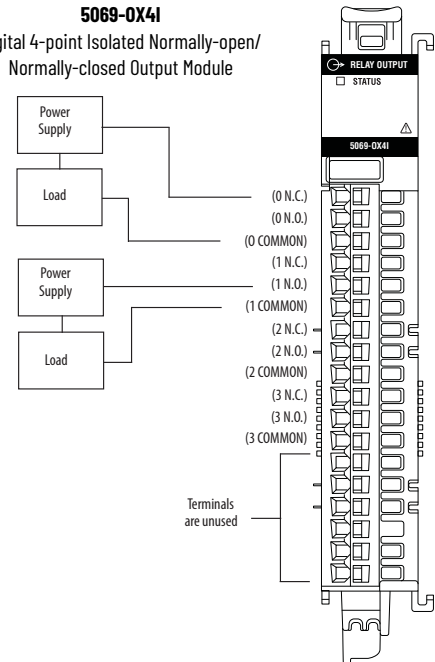 5069-OX4I
gital 4-point Isolated Normally-open/
Normally-closed Output Module
RELAY OUTPUT
STATUS
5069-OX4I
Power
Supply
Load
Power
Supply
Load
(0 N.C.)
(0 N.O.)
(0 COMMON)
(1 N.C.)
(1 N.O.)
(1 COMMON)
(2 N.C.)
(2 N.O.)
(2 COMMON)
(3 N.C.)
(3 N.O.)
(3 COMMON)
Terminals
are unused